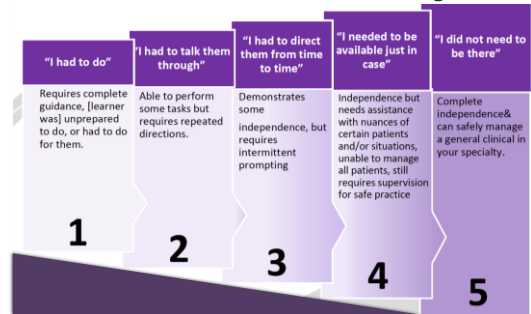 “I had to do”
Requires complete
guidance, [learner
was] unprepared
to do, or had to do
for them.
1
“I had to talk them
through”
Able to perform
some tasks but
requires repeated
directions.
2
“I had to direct
them from time
to time”
Demonstrates
some
independence, but
requires
intermittent
prompting
3
“I needed to be
available just in
case”
Independence but
needs assistance
with nuances of
certain patients
and/or situations,
unable to manage
all patients, still
requires supervision
for safe practice
4
“I did not need to
be there”
Complete
independence&
can safely manage
a general clinical in
your specialty.
5